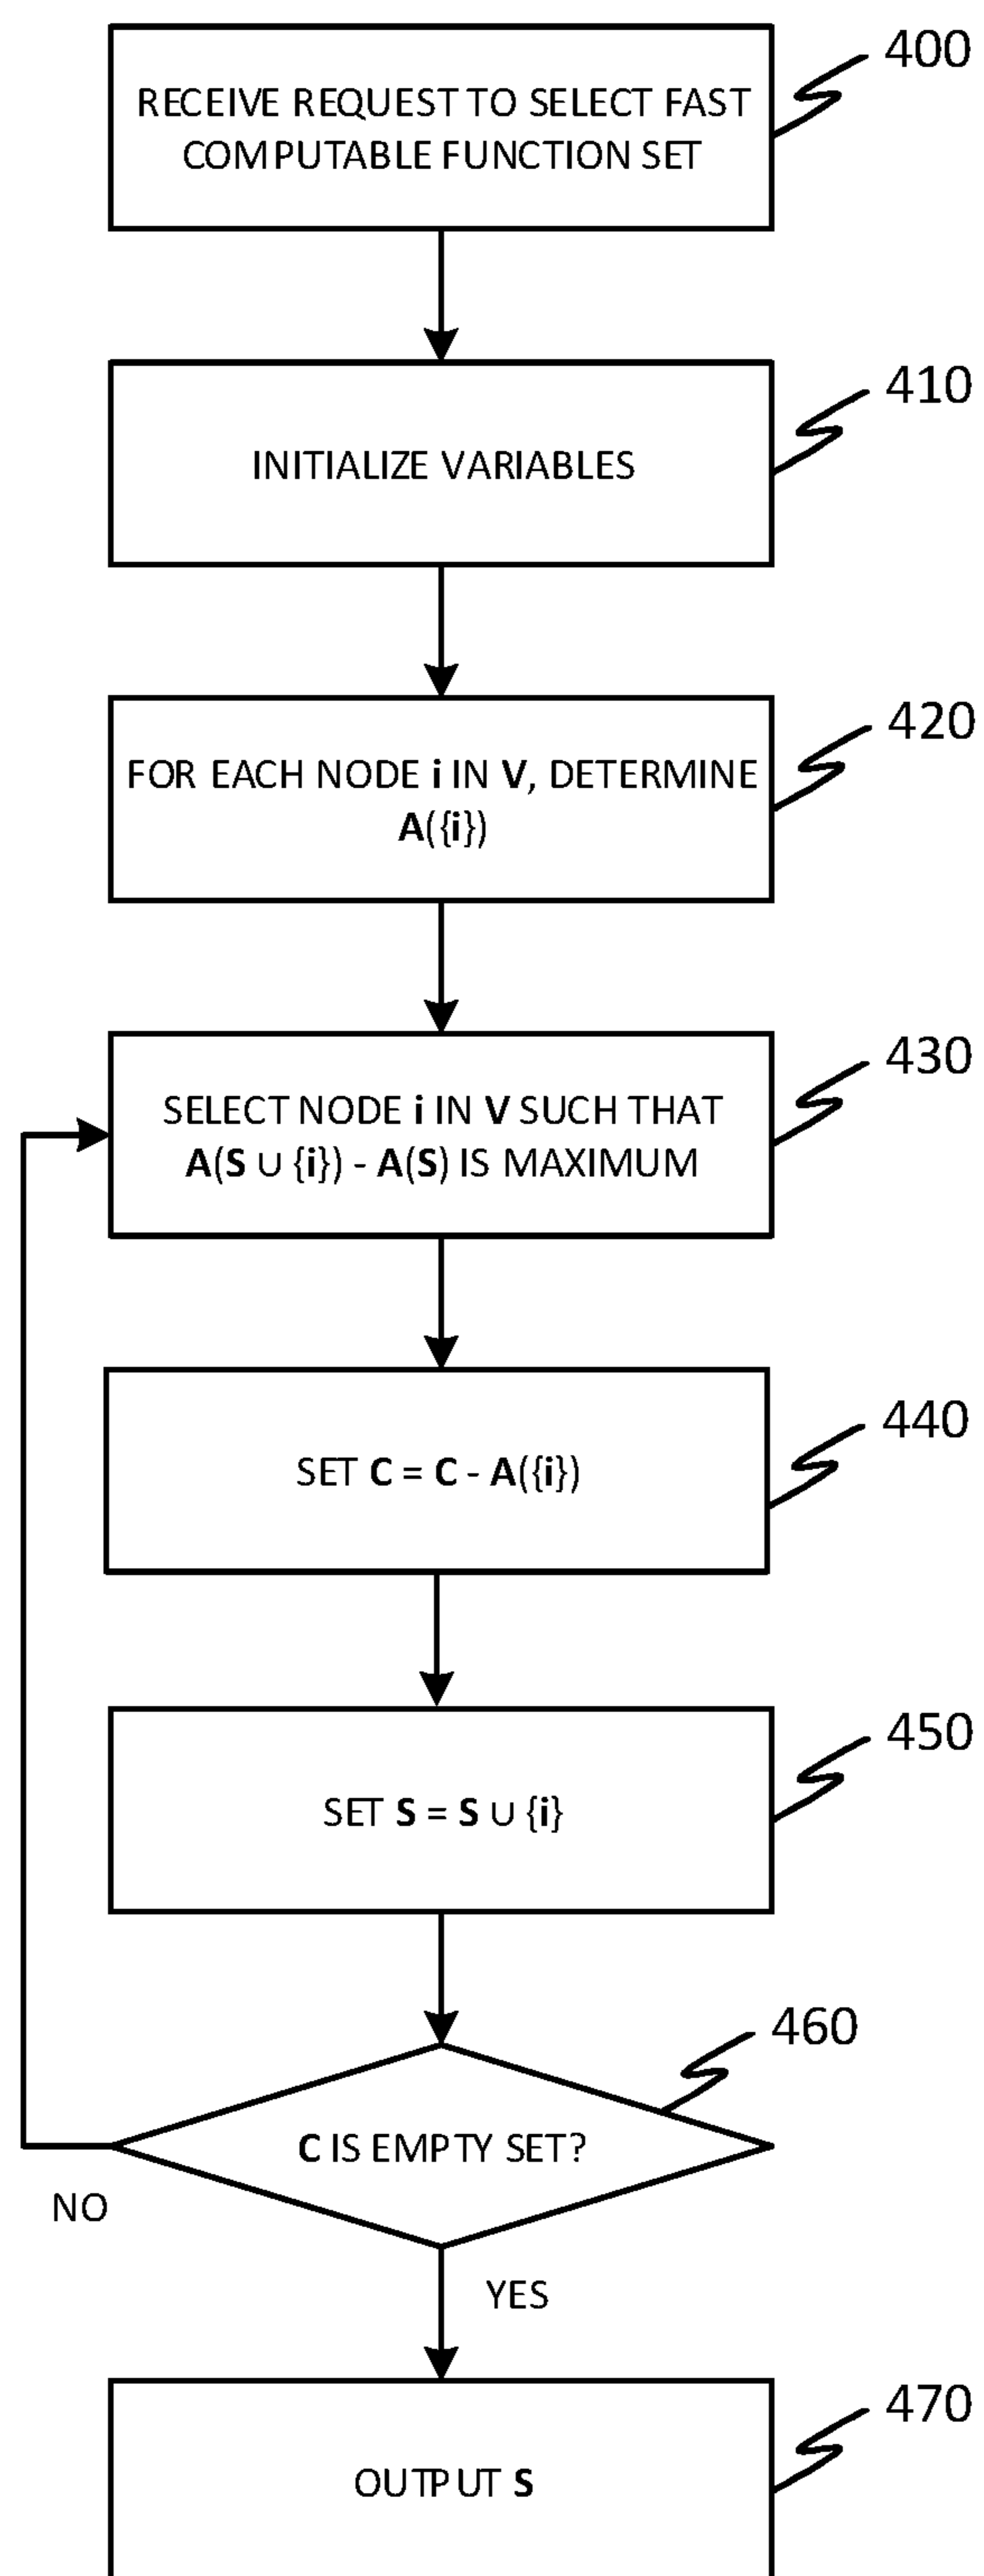 400
RECEIVE REQUEST TO SELECT FAST
COMPUTABLE FUNCTION SET
410
INITIALIZE VARIABLES
420
FOR EACH NODE i IN V, DETERMINE
A({i})
430
SELECT NODE i IN V SUCH THAT
A(S ∪ {i}) - A(S) IS MAXIMUM
440
SET C = C - A({i})
450
SET S = S ∪ {i}
460
C IS EMPTY SET?
NO
YES
470
OUTPUT S